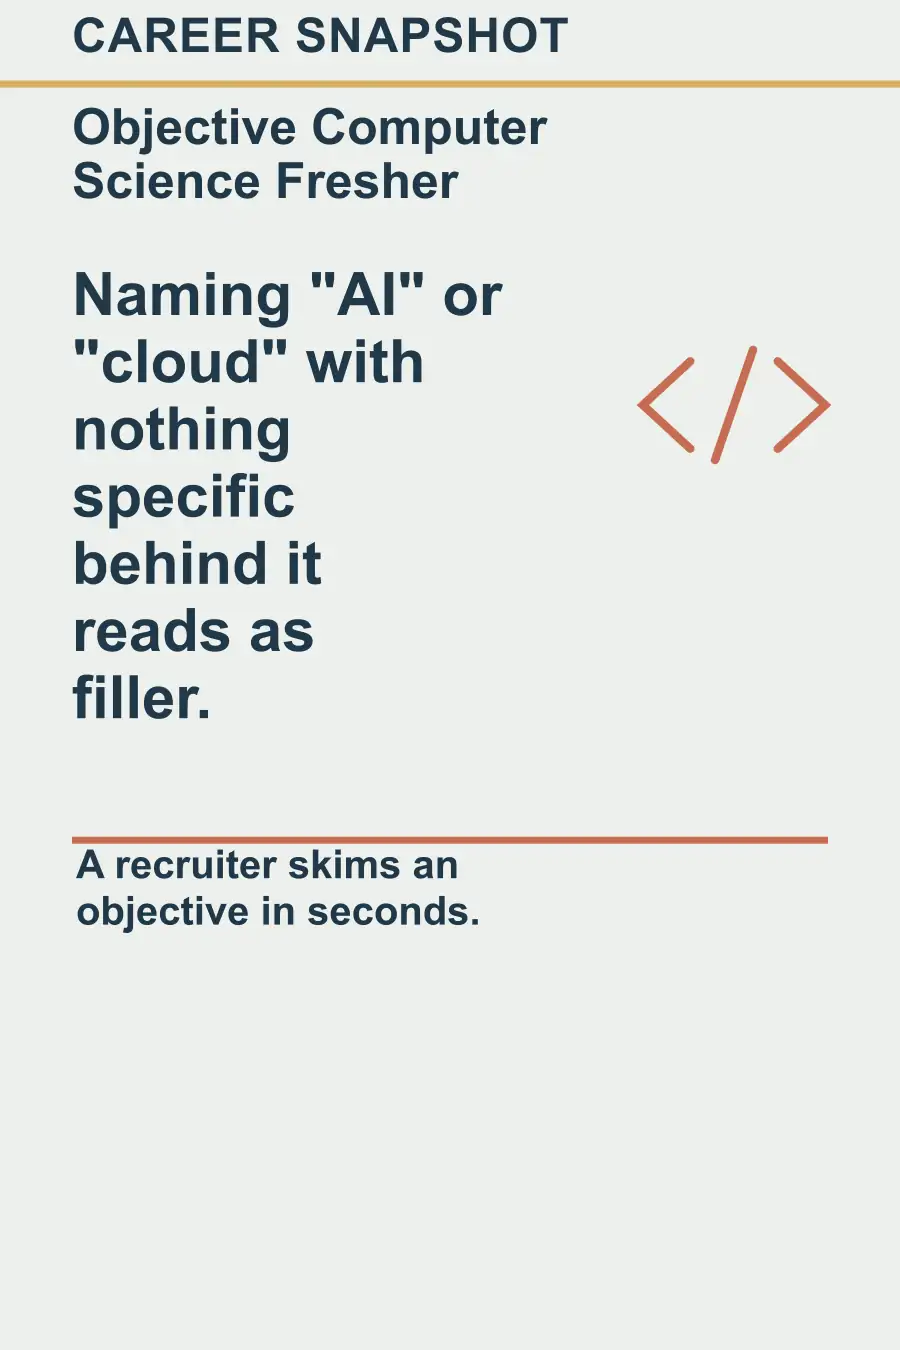 CAREER SNAPSHOT
Objective Computer
Science Fresher
Naming "AI" or
"cloud" with
nothing
specific
behind it
reads as
filler.
A recruiter skims an
objective in seconds.